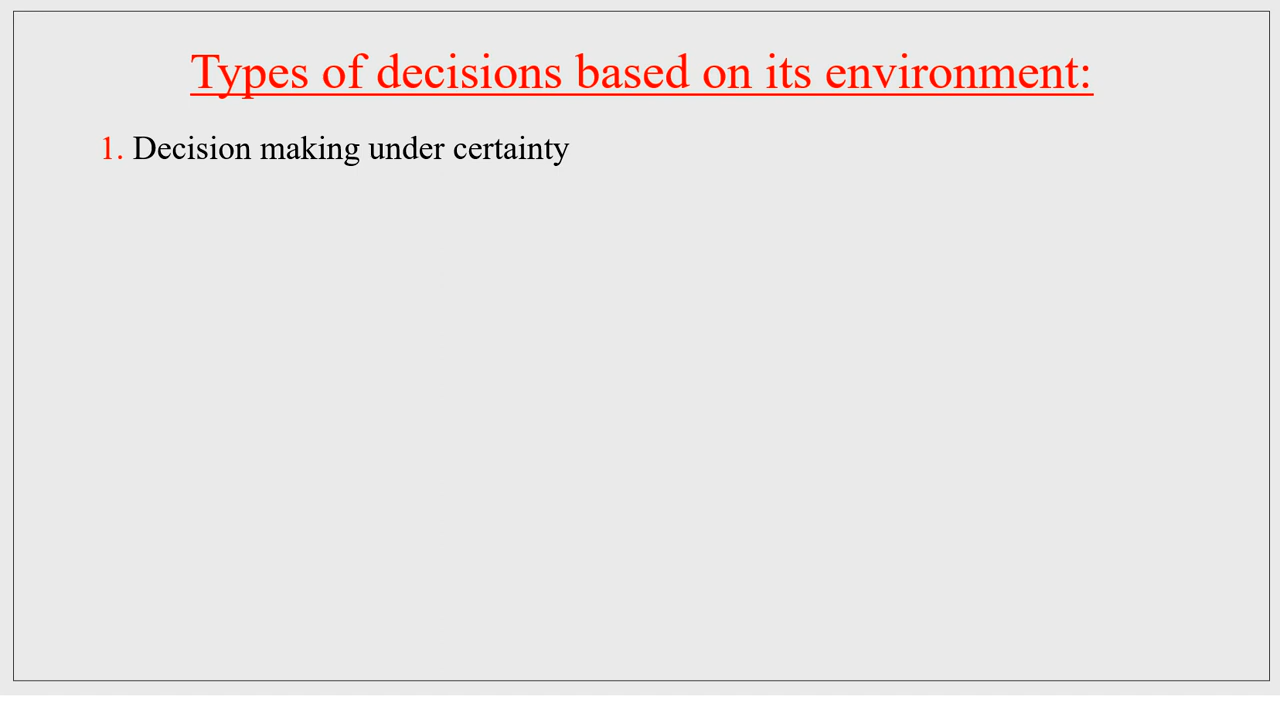 Types of decisions based on its environment:
1. Decision making under certainty